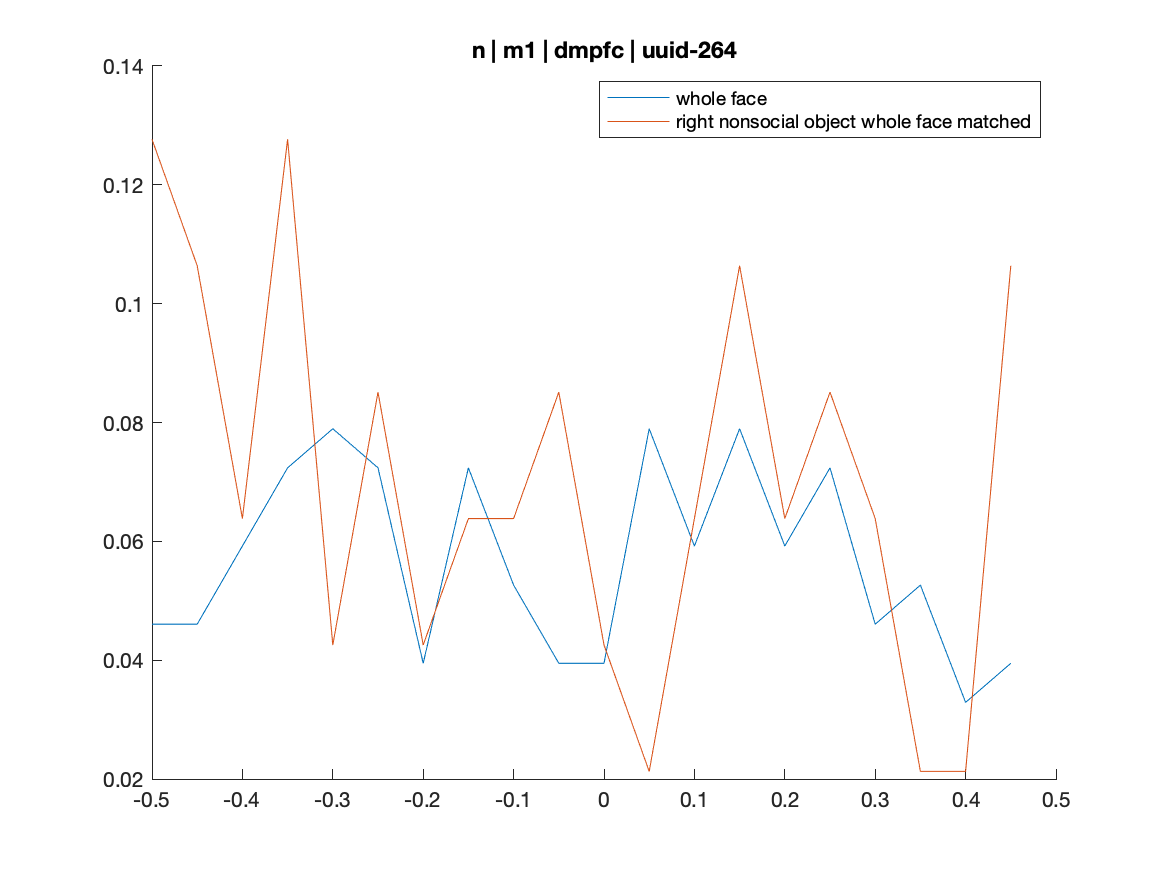 n | m1 | dmpfc | uuid-264
0.14
whole face
right nonsocial object whole face matched
0.12
0.1
0.08
0.06
0.04
0.02
-0.5 -0.4 -0.3 -0.2 -0.1 0 0.1 0.2 0.3 0.4 0.5